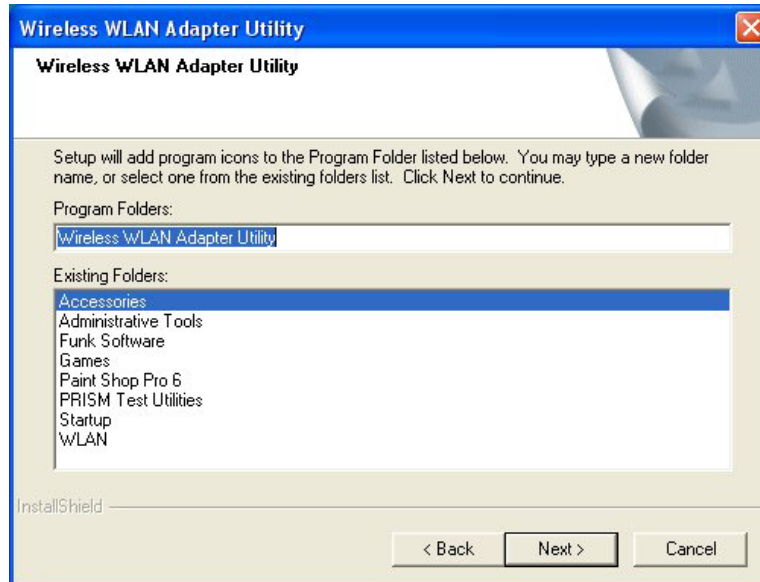 Wireless WLAN Adapter Utility
Wireless WLAN Adapter Utility
Setup will add program icons to the Program Folder listed below.  You may type a new folder
name, or select one from the existing folders list.  Click Next to continue.
Program Folders:
Wireless WLAN Adapter Utility
Existing Folders:
Accessories
Administrative Tools
Funk Software
Games
Paint Shop Pro 6
PRISM Test Utilities
Startup
WLAN
InstallShield
< Back Next > Cancel